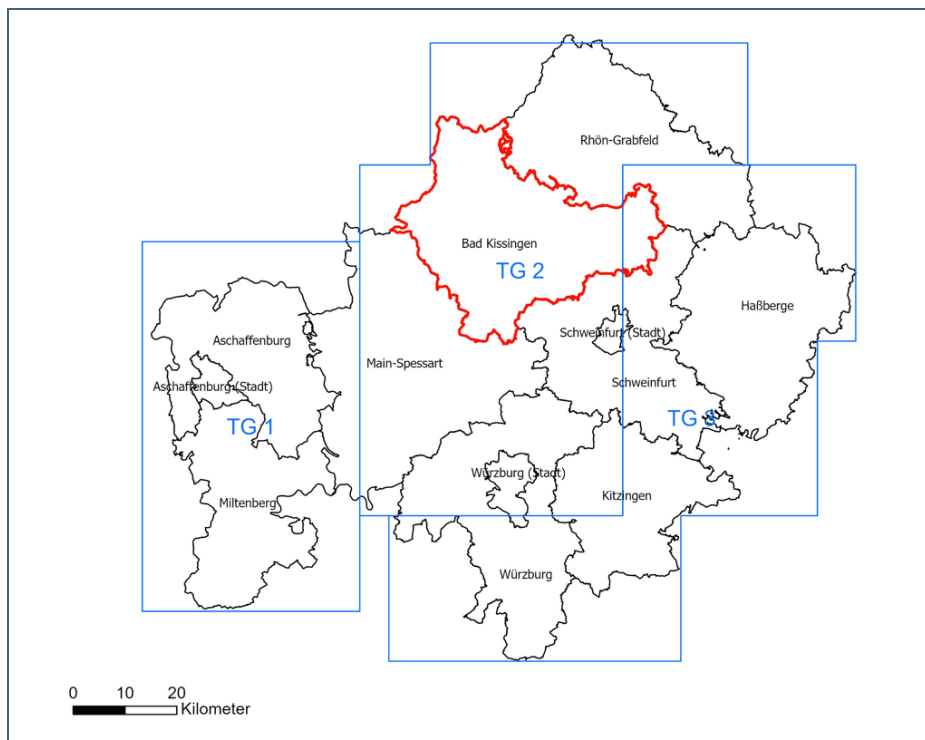 Rhön-Grabfeld
Bad Kissingen
TG 2
Haßberge
Aschaffenburg
Schweinfurt (Stadt)
Main-Spessart
Aschaffenburg (Stadt)
Schweinfurt
TG 1
TG 3
Würzburg (Stadt)
Kitzingen
Miltenberg
Würzburg
0 10 20
Kilometer